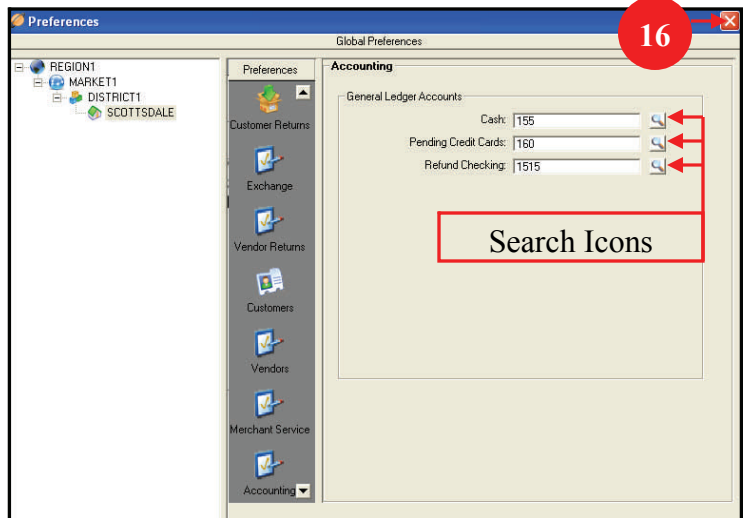 Preferences
16
Global Preferences
REGION1
MARKET1
DISTRICT1
SCOTTSDALE
Preferences
Customer Returns
Exchange
Vendor Returns
Customers
Vendors
Merchant Service
Accounting
Accounting
General Ledger Accounts
Cash: 155
Pending Credit Cards: 160
Refund Checking: 1515
Search Icons